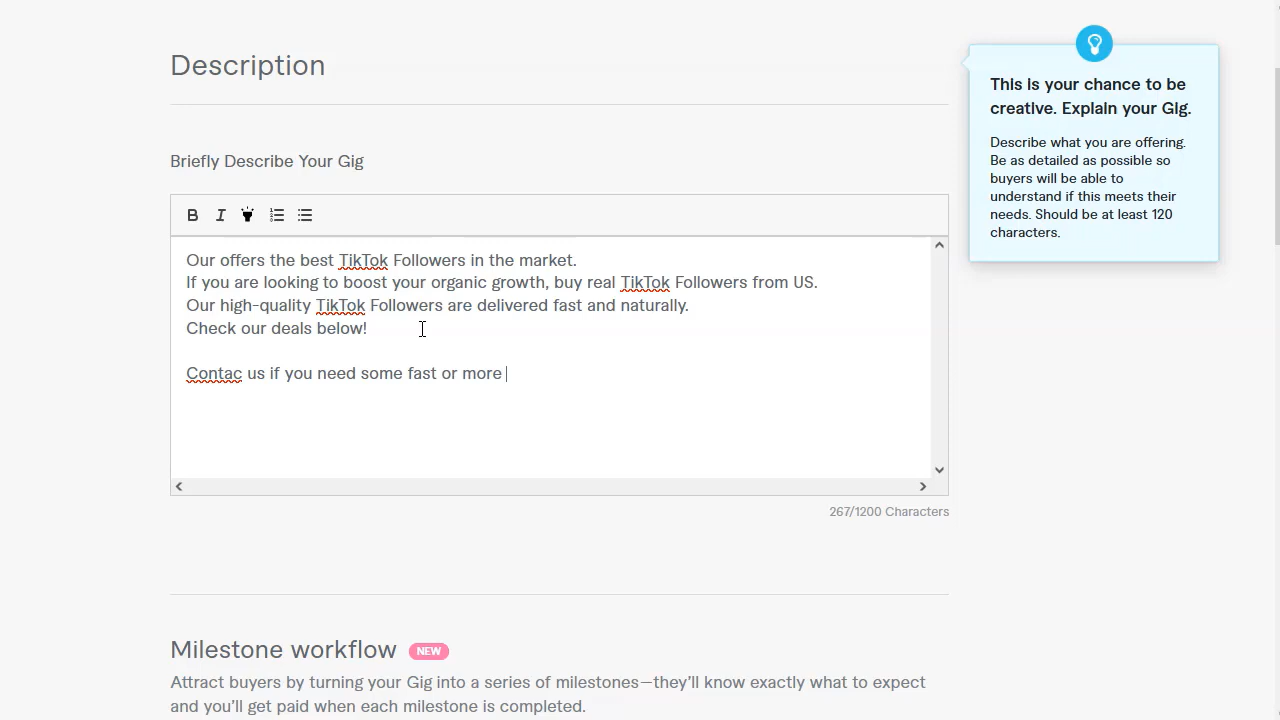 Description
Briefly Describe Your Gig
B I
Our offers the best TikTok Followers in the market.
If you are looking to boost your organic growth, buy real TikTok Followers from US.
Our high-quality TikTok Followers are delivered fast and naturally.
Check our deals below!
Contac us if you need some fast or more
267/1200 Characters
Milestone workflow NEW
Attract buyers by turning your Gig into a series of milestones—they'll know exactly what to expect
and you'll get paid when each milestone is completed.
This is your chance to be
creative. Explain your Gig.
Describe what you are offering.
Be as detailed as possible so
buyers will be able to
understand if this meets their
needs. Should be at least 120
characters.